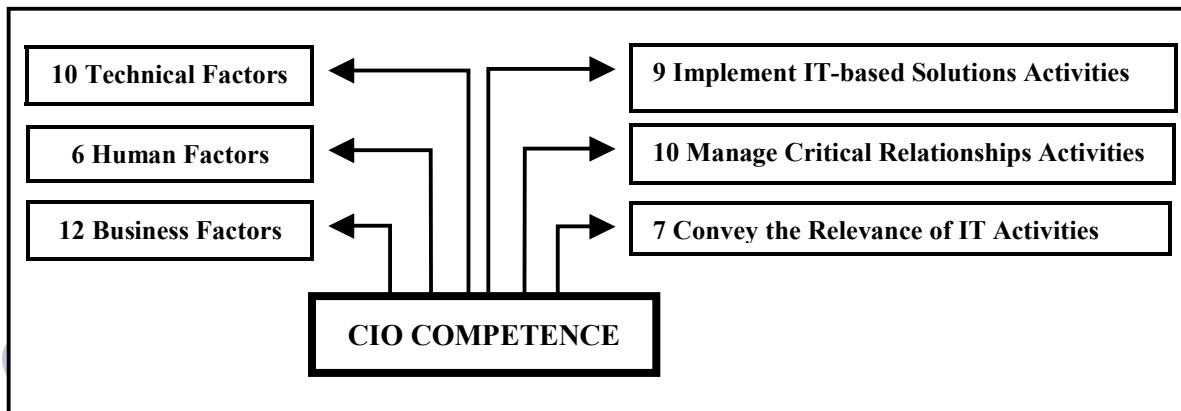 10 Technical Factors
9 Implement IT-based Solutions Activities
6 Human Factors
10 Manage Critical Relationships Activities
12 Business Factors
7 Convey the Relevance of IT Activities
CIO COMPETENCE